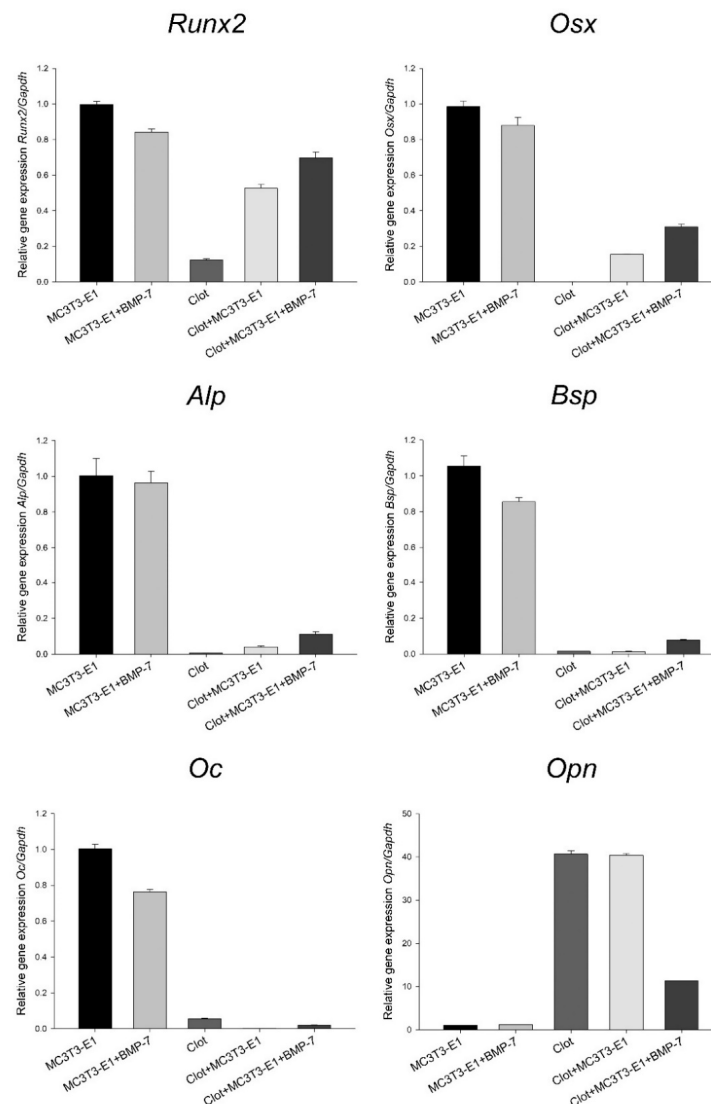 Runx2
Relative gene expression Runx2/Gapdh
1.2
1.0
0.8
0.6
0.4
0.2
0.0
MC3T3-E1
MC3T3-E1+BMP-7
Clot
Clot+MC3T3-E1
Clot+MC3T3-E1+BMP-7
Osx
Relative gene expression Osx/Gapdh
1.2
1.0
0.8
0.6
0.4
0.2
0.0
MC3T3-E1
MC3T3-E1+BMP-7
Clot
Clot+MC3T3-E1
Clot+MC3T3-E1+BMP-7
Alp
Relative gene expression Alp/Gapdh
1.2
1.0
0.8
0.6
0.4
0.2
0.0
MC3T3-E1
MC3T3-E1+BMP-7
Clot
Clot+MC3T3-E1
Clot+MC3T3-E1+BMP-7
Bsp
Relative gene expression Bsp/Gapdh
1.2
1.0
0.8
0.6
0.4
0.2
0.0
MC3T3-E1
MC3T3-E1+BMP-7
Clot
Clot+MC3T3-E1
Clot+MC3T3-E1+BMP-7
Oc
Relative gene expression Oc/Gapdh
1.2
1.0
0.8
0.6
0.4
0.2
0.0
MC3T3-E1
MC3T3-E1+BMP-7
Clot
Clot+MC3T3-E1
Clot+MC3T3-E1+BMP-7
Opn
Relative gene expression Opn/Gapdh
50
40
30
20
10
0
MC3T3-E1
MC3T3-E1+BMP-7
Clot
Clot+MC3T3-E1
Clot+MC3T3-E1+BMP-7